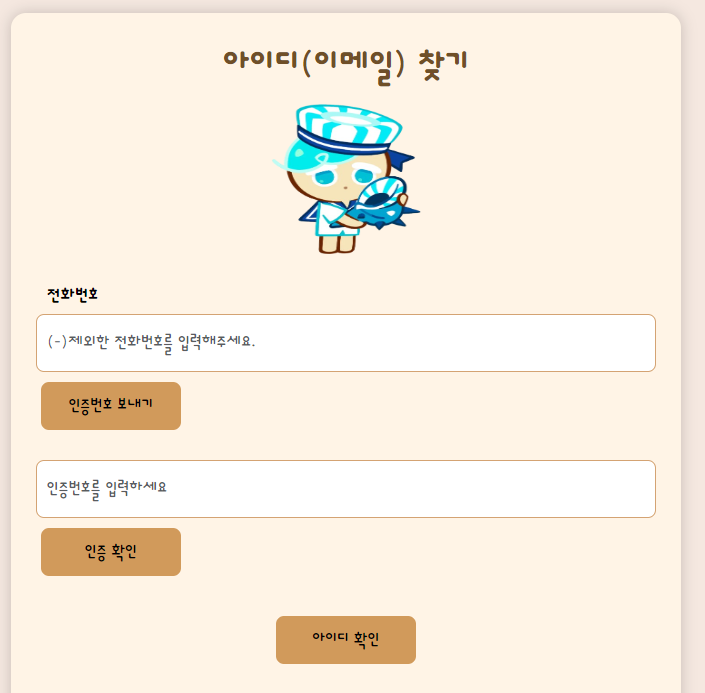 아이디(이메일) 찾기
전화번호
(-)제외한 전화번호를 입력해주세요.
인증번호 보내기
인증번호를 입력하세요
인증 확인
아이디 확인